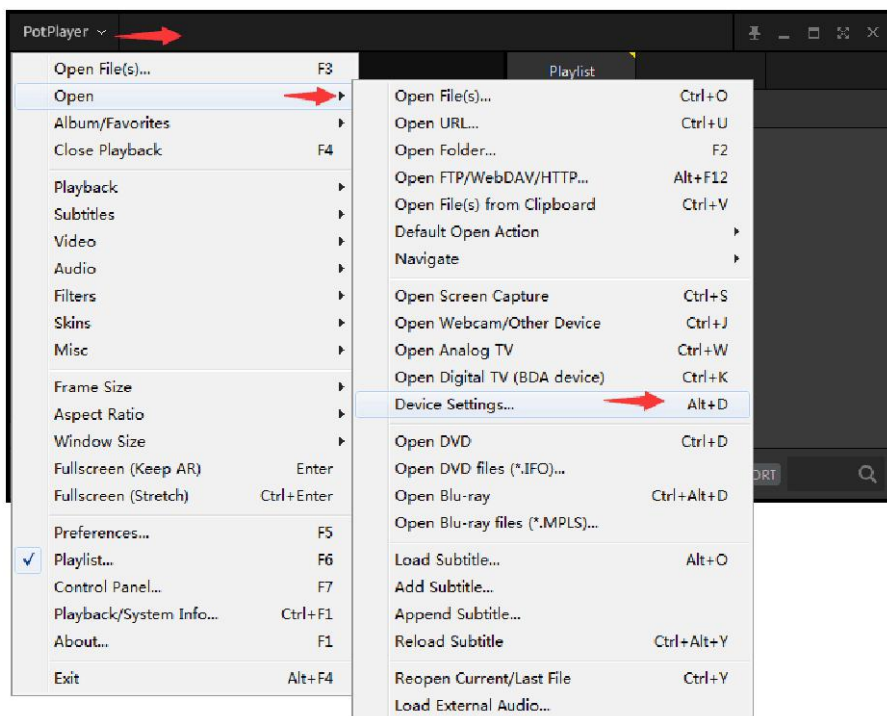 PotPlayer
Playlist
Open File(s)... F3
Open
Album/Favorites
Close Playback F4
Playback
Subtitles
Video
Audio
Filters
Skins
Misc
Frame Size
Aspect Ratio
Window Size
Fullscreen (Keep AR) Enter
Fullscreen (Stretch) Ctrl+Enter
Preferences... F5
✓ Playlist... F6
Control Panel... F7
Playback/System Info... Ctrl+F1
About... F1
Exit Alt+F4
Open File(s)... Ctrl+O
Open URL... Ctrl+U
Open Folder... F2
Open FTP/WebDAV/HTTP... Alt+F12
Open File(s) from Clipboard Ctrl+V
Default Open Action
Navigate
Open Screen Capture Ctrl+S
Open Webcam/Other Device Ctrl+J
Open Analog TV Ctrl+W
Open Digital TV (BDA device) Ctrl+K
Device Settings... Alt+D
Open DVD Ctrl+D
Open DVD files (*.IFO)...
Open Blu-ray Ctrl+Alt+D
Open Blu-ray files (*.MPLS)...
Load Subtitle... Alt+O
Add Subtitle...
Append Subtitle...
Reload Subtitle Ctrl+Alt+Y
Reopen Current/Last File Ctrl+Y
Load External Audio...